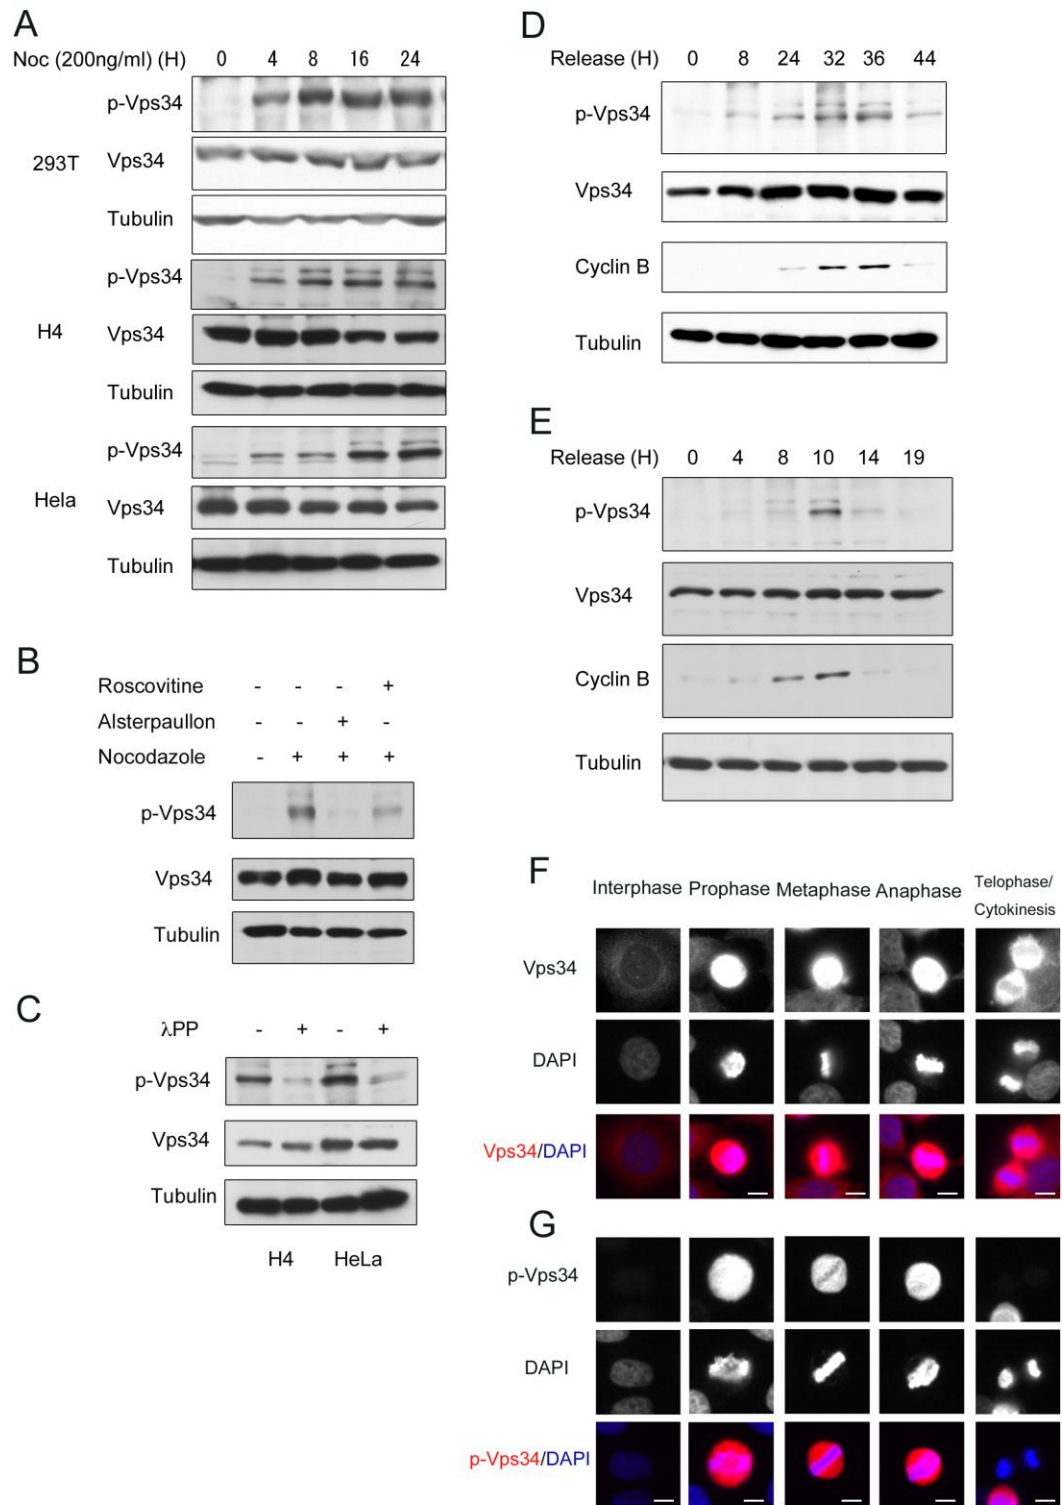 A
Noc (200ng/ml) (H) 0 4 8 16 24
p-Vps34
293T Vps34
Tubulin
p-Vps34
H4 Vps34
Tubulin
p-Vps34
Hela Vps34
Tubulin
B
Roscovitine - - - +
Alsterpaullon - - + -
Nocodazole - + + +
p-Vps34
Vps34
Tubulin
C
λPP - + - +
p-Vps34
Vps34
Tubulin
H4 HeLa
D
Release (H) 0 8 24 32 36 44
p-Vps34
Vps34
Cyclin B
Tubulin
E
Release (H) 0 4 8 10 14 19
p-Vps34
Vps34
Cyclin B
Tubulin
F
Interphase Prophase Metaphase Anaphase Telophase/
Cytokinesis
Vps34
DAPI
Vps34/DAPI
G
p-Vps34
DAPI
p-Vps34/DAPI